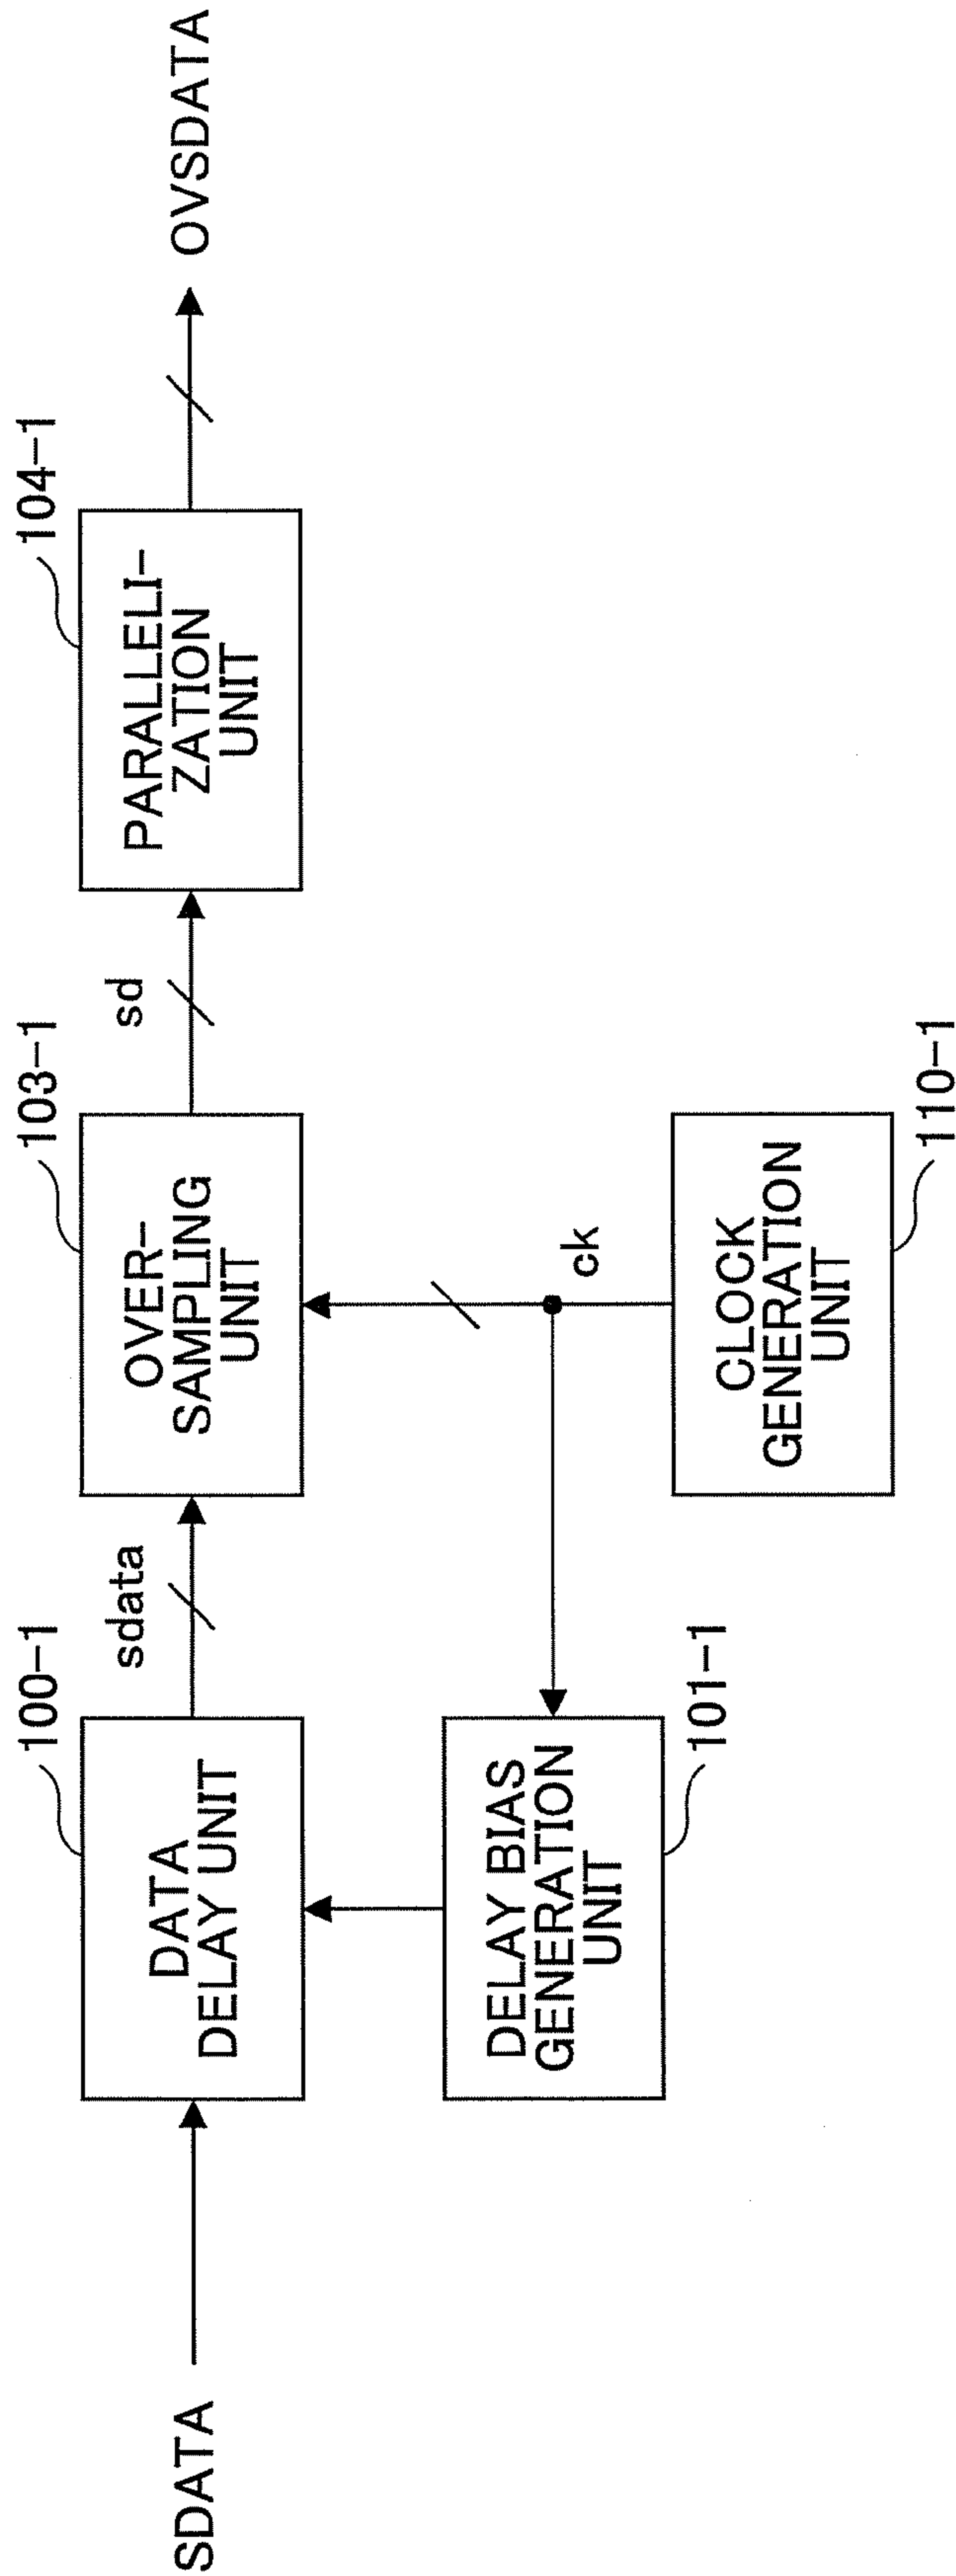 SDATA
100-1
DATA
DELAY UNIT
sdata
103-1
OVER-
SAMPLING
UNIT
sd
104-1
PARALLELI-
ZATION
UNIT
OVSDATA
DELAY BIAS
GENERATION
UNIT
101-1
ck
CLOCK
GENERATION
UNIT
110-1